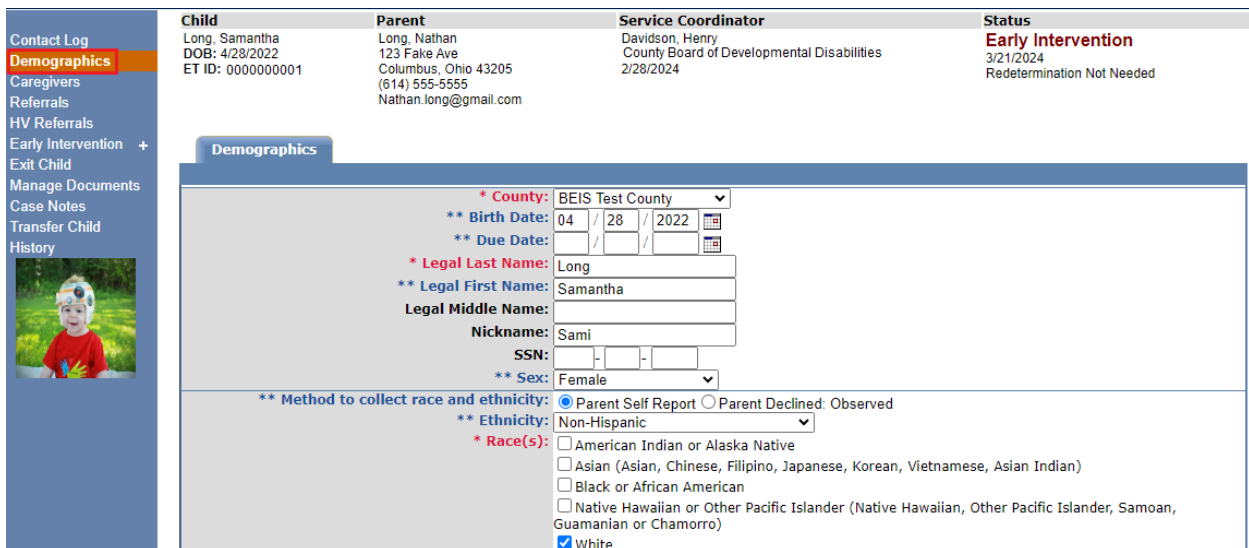 Contact Log
Demographics
Caregivers
Referrals
HV Referrals
Early Intervention +
Exit Child
Manage Documents
Case Notes
Transfer Child
History
Child
Long, Samantha
DOB: 4/28/2022
ET ID: 0000000001
Parent
Long, Nathan
123 Fake Ave
Columbus, Ohio 43205
(614) 555-5555
Nathan.long@gmail.com
Service Coordinator
Davidson, Henry
County Board of Developmental Disabilities
2/28/2024
Status
Early Intervention
3/21/2024
Redetermination Not Needed
Demographics
* County: BEIS Test County
** Birth Date: 04 / 28 / 2022
** Due Date: / /
* Legal Last Name: Long
** Legal First Name: Samantha
Legal Middle Name:
Nickname: Sami
SSN: - -
** Sex: Female
** Method to collect race and ethnicity: Parent Self Report Parent Declined: Observed
** Ethnicity: Non-Hispanic
* Race(s): American Indian or Alaska Native
Asian (Asian, Chinese, Filipino, Japanese, Korean, Vietnamese, Asian Indian)
Black or African American
Native Hawaiian or Other Pacific Islander (Native Hawaiian, Other Pacific Islander, Samoan,
Guamanian or Chamorro)
White